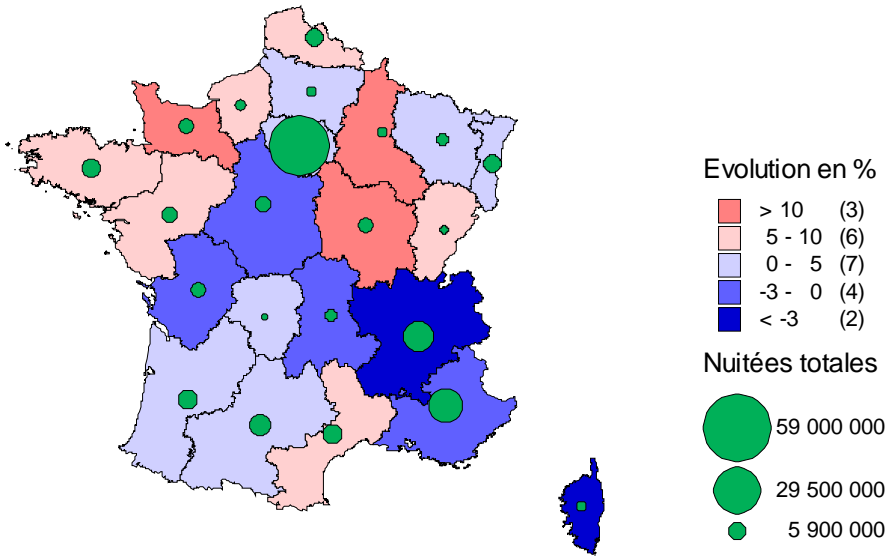 Evolution en %
> 10 (3)
5 - 10 (6)
0 - 5 (7)
-3 - 0 (4)
< -3 (2)
Nuitées totales
59 000 000
29 500 000
5 900 000